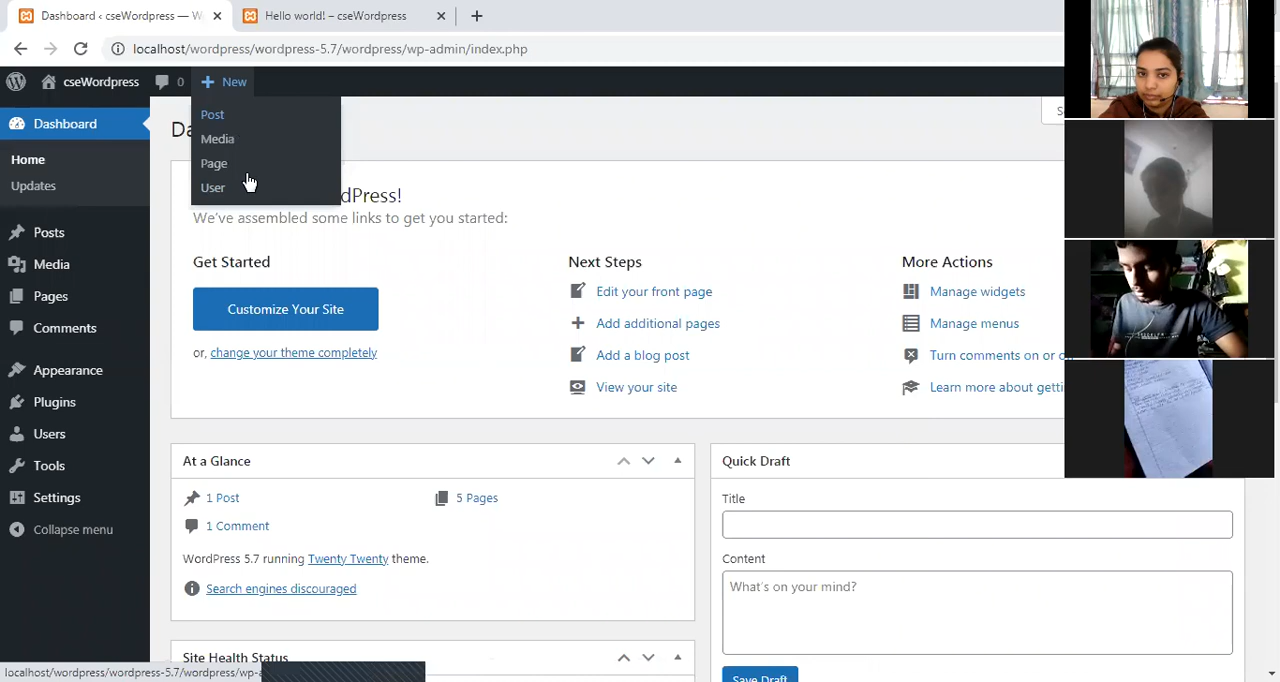 Dashboard ‹ cseWordpress — W
Hello world! – cseWordpress
localhost/wordpress/wordpress-5.7/wordpress/wp-admin/index.php
cseWordpress
0
New
Post
Media
Page
User
Dashboard
Home
Updates
Posts
Media
Pages
Comments
Appearance
Plugins
Users
Tools
Settings
Collapse menu
Da
dPress!
We've assembled some links to get you started:
Get Started
Customize Your Site
or, change your theme completely
Next Steps
Edit your front page
Add additional pages
Add a blog post
View your site
More Actions
Manage widgets
Manage menus
Turn comments on or o
Learn more about getti
At a Glance
1 Post
5 Pages
1 Comment
WordPress 5.7 running Twenty Twenty theme.
Search engines discouraged
Site Health Status
Quick Draft
Title
Content
What's on your mind?
Save Draft
localhost/wordpress/wordpress-5.7/wordpress/wp-a